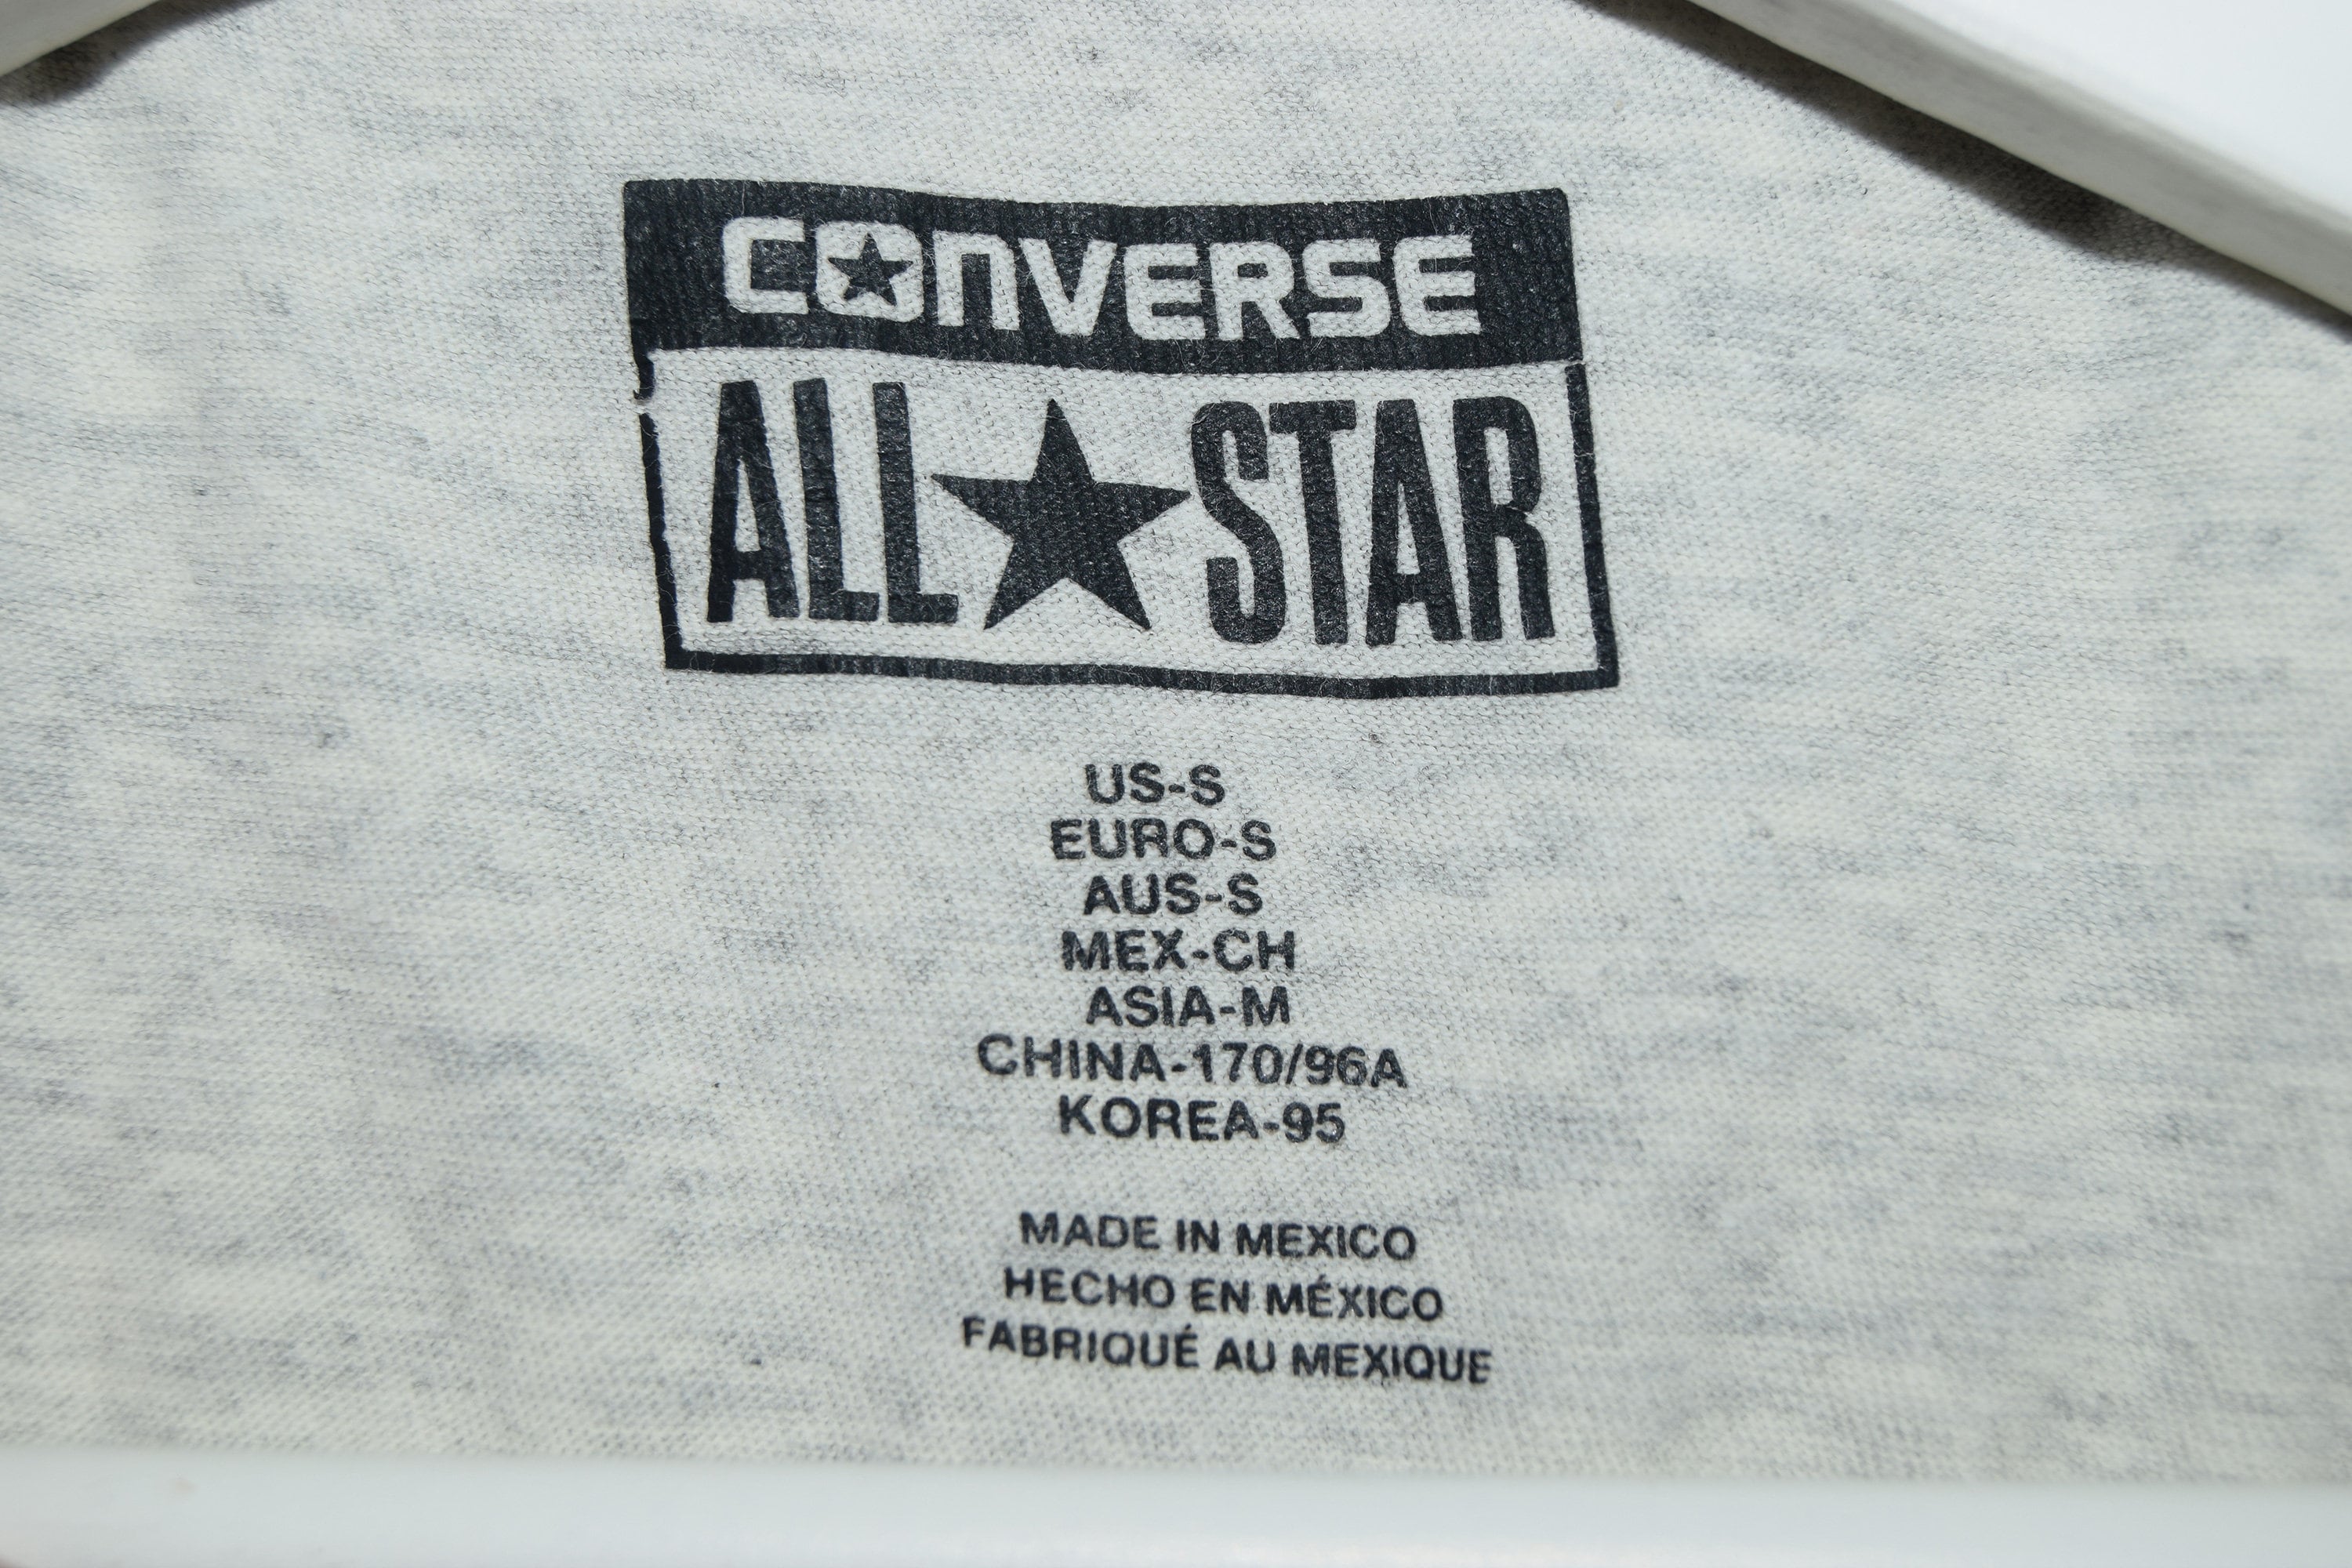 CONVERSE
ALL STAR
US-S
EURO-S
AUS-S
MEX-CH
ASIA-M
CHINA-170/96A
KOREA-95
MADE IN MEXICO
HECHO EN MÉXICO
FABRIQUÉ AU MEXIQUE